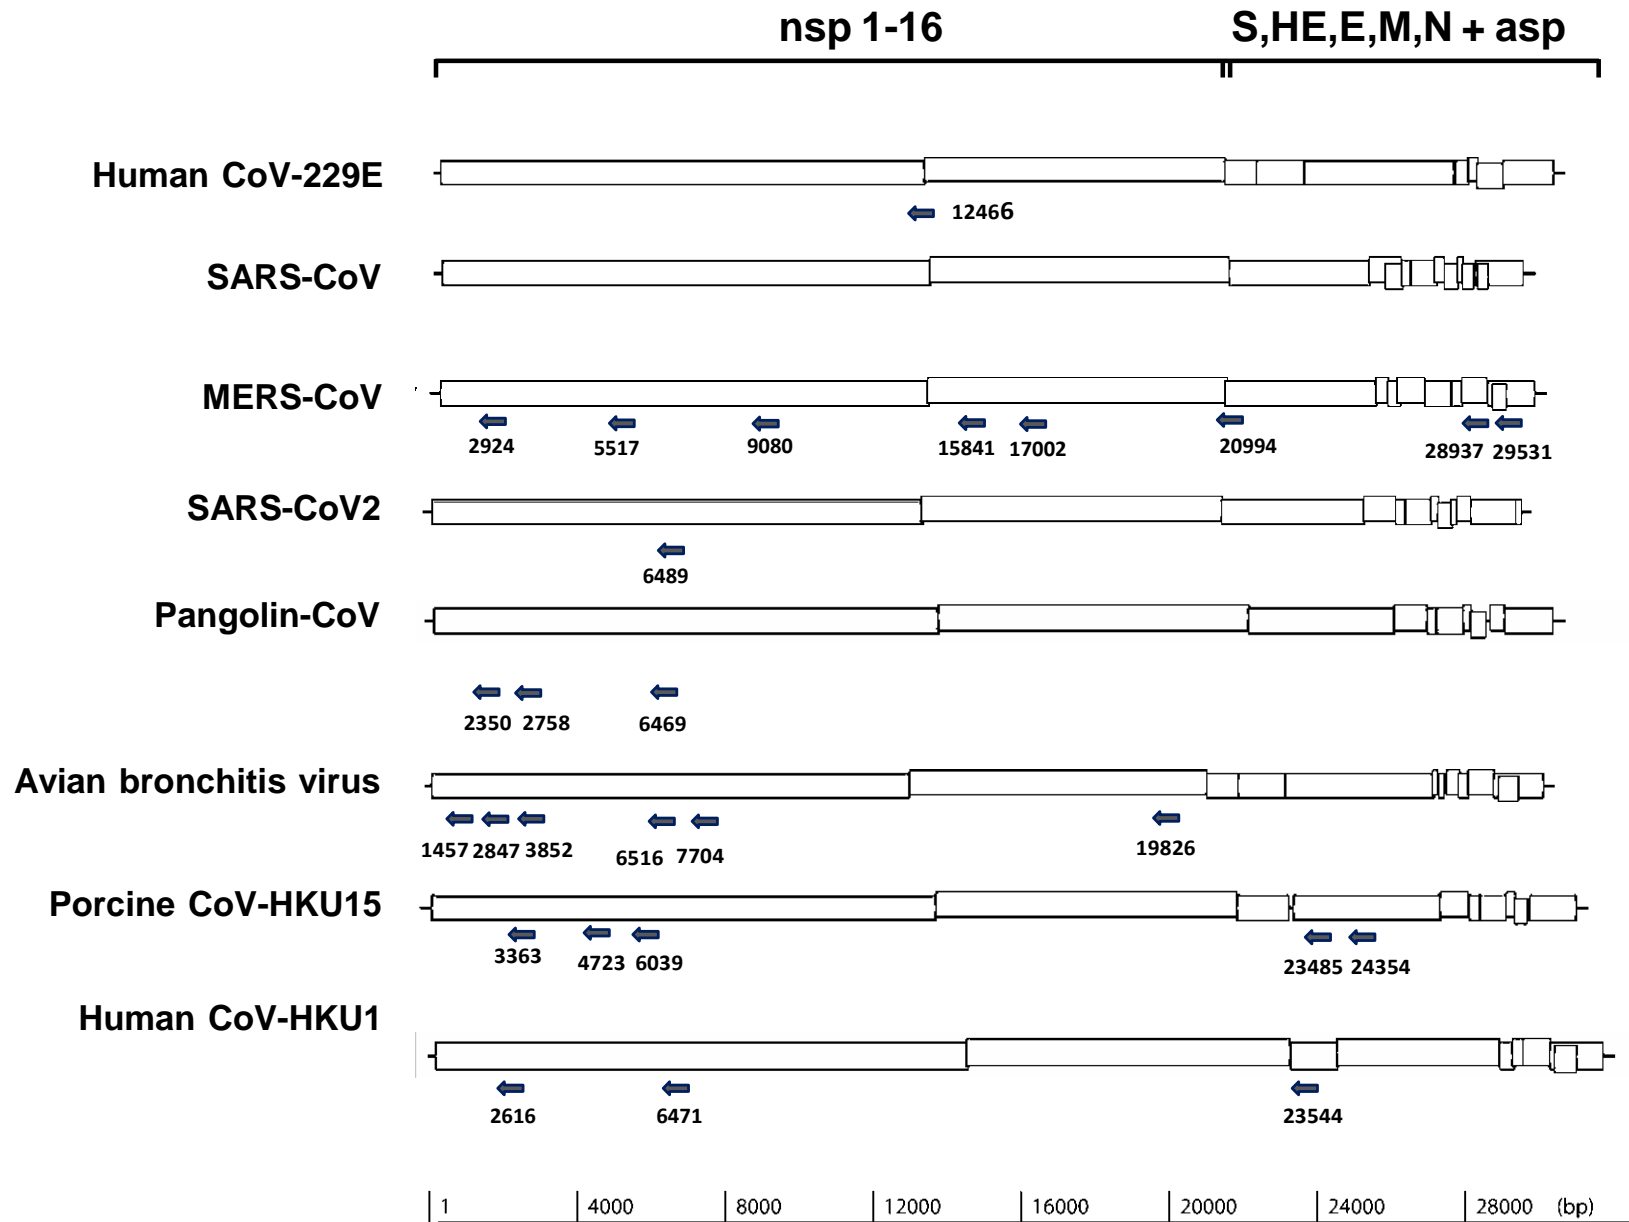 nsp 1-16 S,HE,E,M,N + asp
Human CoV-229E
12466
SARS-CoV
MERS-CoV
2924 5517 9080 15841 17002 20994 28937 29531
SARS-CoV2
6489
Pangolin-CoV
2350 2758 6469
Avian bronchitis virus
1457 2847 3852 6516 7704 19826
Porcine CoV-HKU15
3363 4723 6039 23485 24354
Human CoV-HKU1
2616 6471 23544
1 4000 8000 12000 16000 20000 24000 28000 (bp)